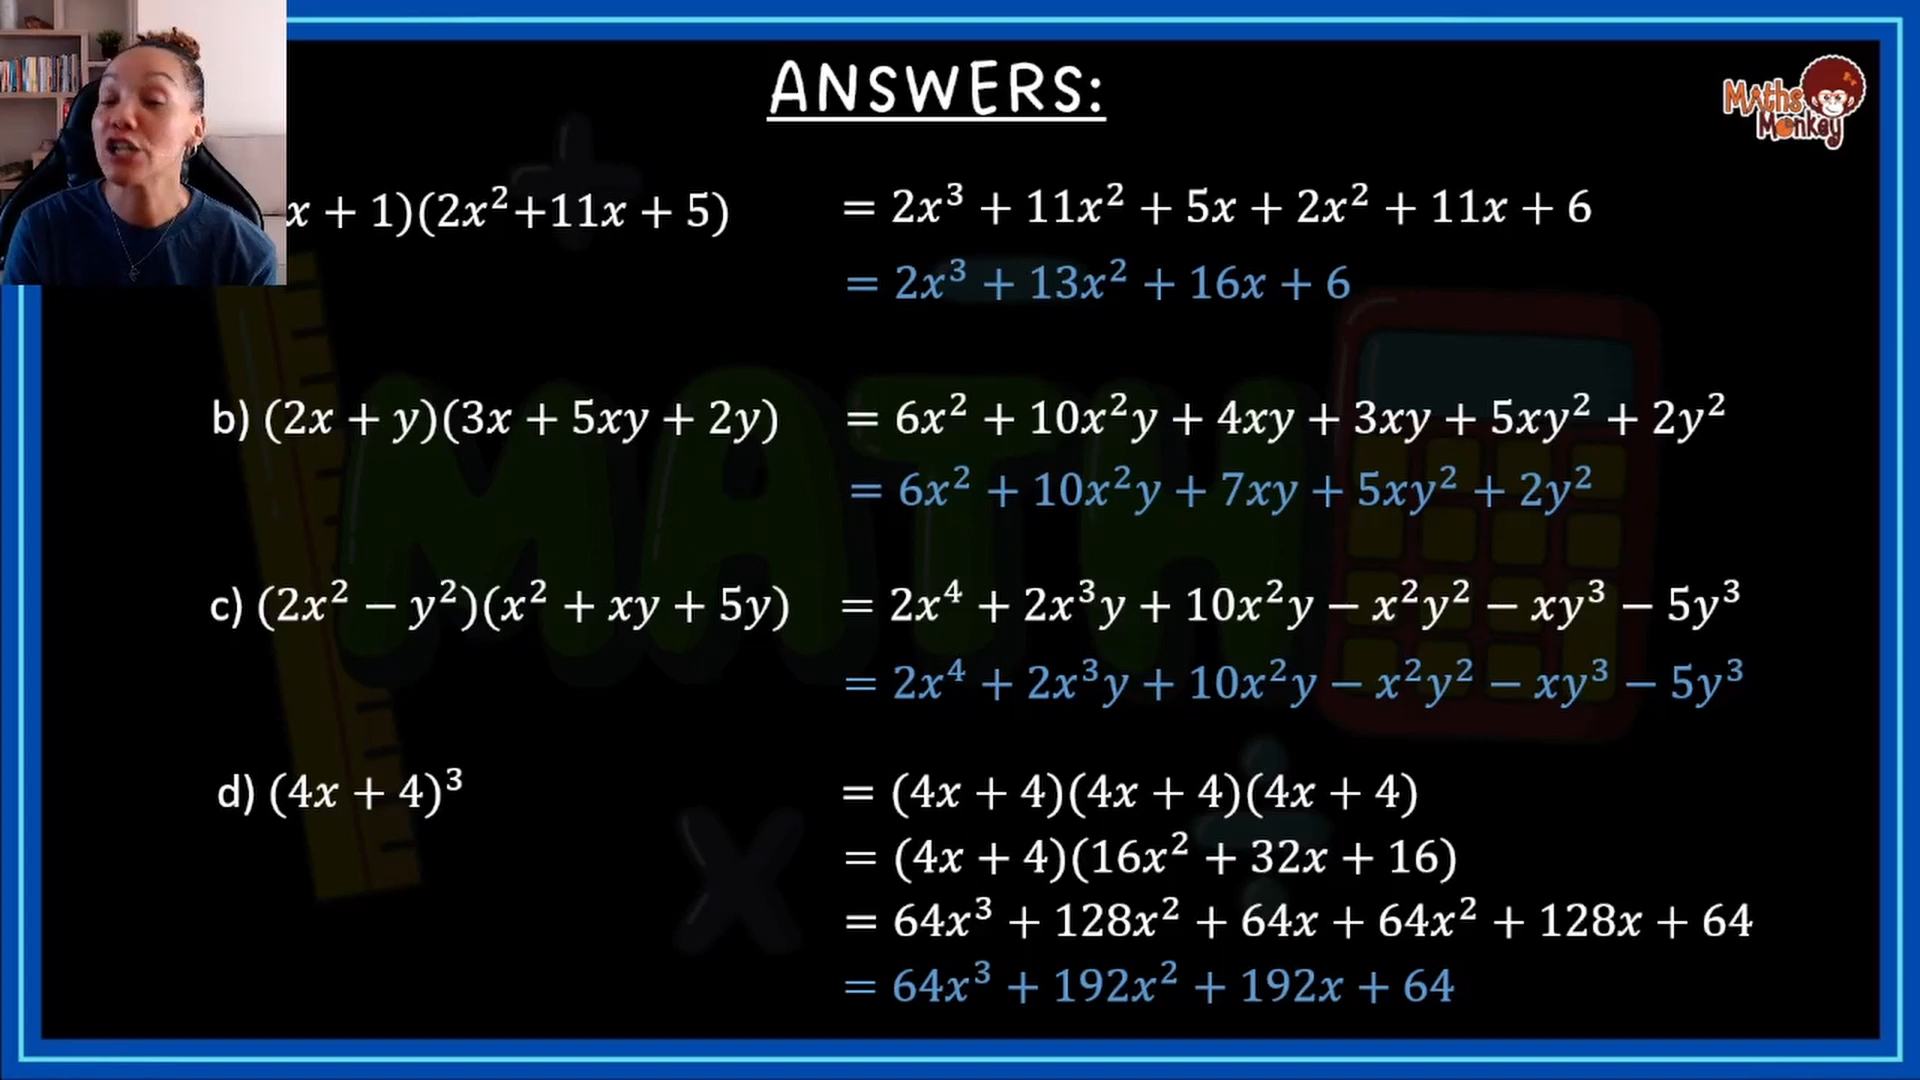 ANSWERS:
Maths Monkey
x + 1)(2x²+11x + 5) = 2x³ + 11x² + 5x + 2x² + 11x + 6
= 2x³ + 13x² + 16x + 6
b) (2x + y)(3x + 5xy + 2y) = 6x² + 10x²y + 4xy + 3xy + 5xy² + 2y²
= 6x² + 10x²y + 7xy + 5xy² + 2y²
c) (2x² − y²)(x² + xy + 5y) = 2x⁴ + 2x³y + 10x²y − x²y² − xy³ − 5y³
= 2x⁴ + 2x³y + 10x²y − x²y² − xy³ − 5y³
d) (4x + 4)³ = (4x + 4)(4x + 4)(4x + 4)
= (4x + 4)(16x² + 32x + 16)
= 64x³ + 128x² + 64x + 64x² + 128x + 64
= 64x³ + 192x² + 192x + 64
MATH